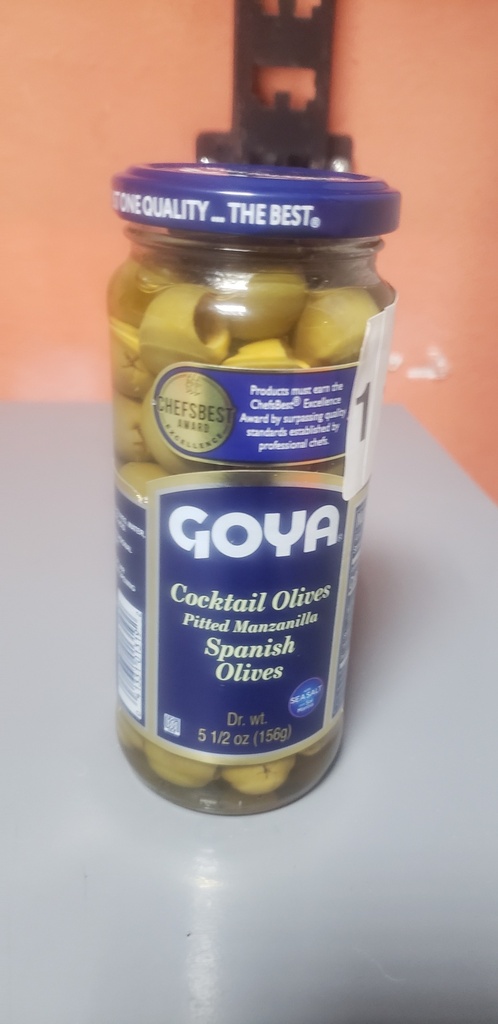 T ONE QUALITY ... THE BEST®
CHEFSBEST
AWARD
EXCELLENCE
Products must earn the
ChefsBest® Excellence
Award by surpassing quality
standards established by
professional chefs.
1
GOYA®
Cocktail Olives
Pitted Manzanilla
Spanish
Olives
SEA SALT
Dr. wt.
5 1/2 oz (156g)